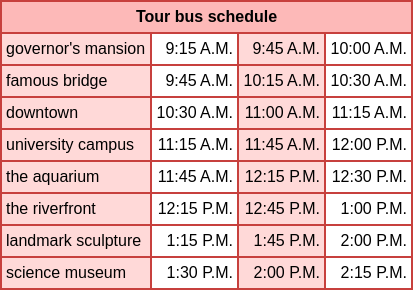 Tour bus schedule
governor's mansion 9:15 A.M. 9:45 A.M. 10:00 A.M.
famous bridge 9:45 A.M. 10:15 A.M. 10:30 A.M.
downtown 10:30 A.M. 11:00 A.M. 11:15 A.M.
university campus 11:15 A.M. 11:45 A.M. 12:00 P.M.
the aquarium 11:45 A.M. 12:15 P.M. 12:30 P.M.
the riverfront 12:15 P.M. 12:45 P.M. 1:00 P.M.
landmark sculpture 1:15 P.M. 1:45 P.M. 2:00 P.M.
science museum 1:30 P.M. 2:00 P.M. 2:15 P.M.